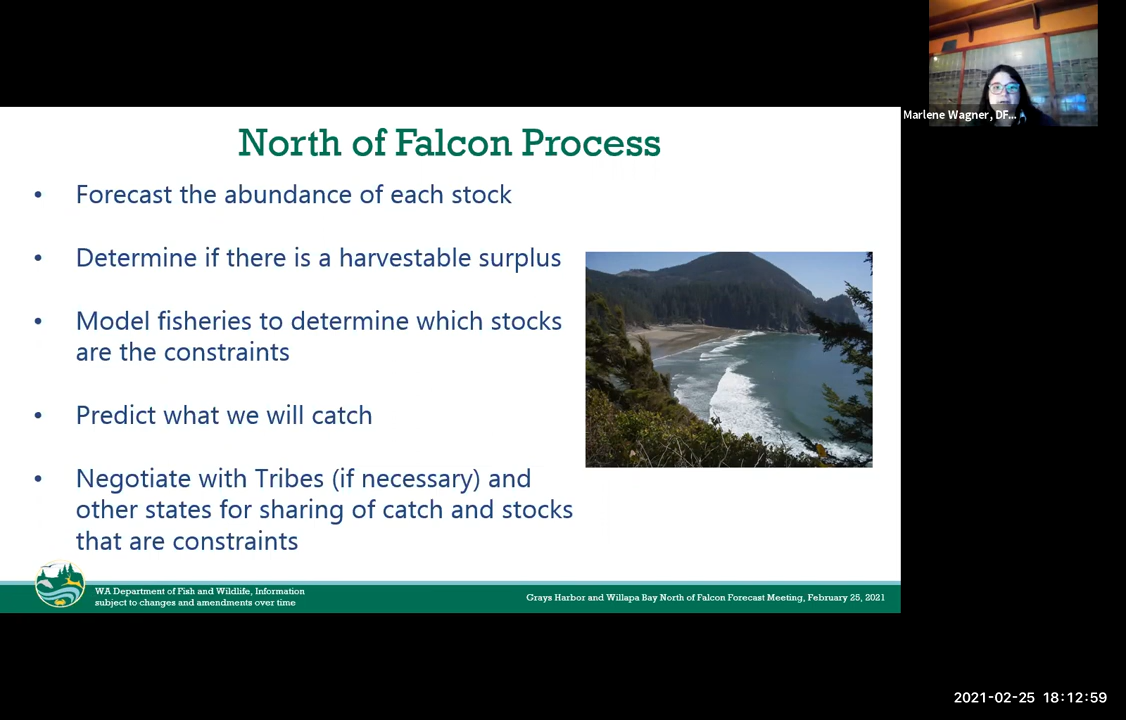 North of Falcon Process
• Forecast the abundance of each stock
• Determine if there is a harvestable surplus
• Model fisheries to determine which stocks
are the constraints
• Predict what we will catch
• Negotiate with Tribes (if necessary) and
other states for sharing of catch and stocks
that are constraints
WA Department of Fish and Wildlife, Information
subject to changes and amendments over time
Grays Harbor and Willapa Bay North of Falcon Forecast Meeting, February 25, 2021
Marlene Wagner, DF...
2021-02-25 18:12:59